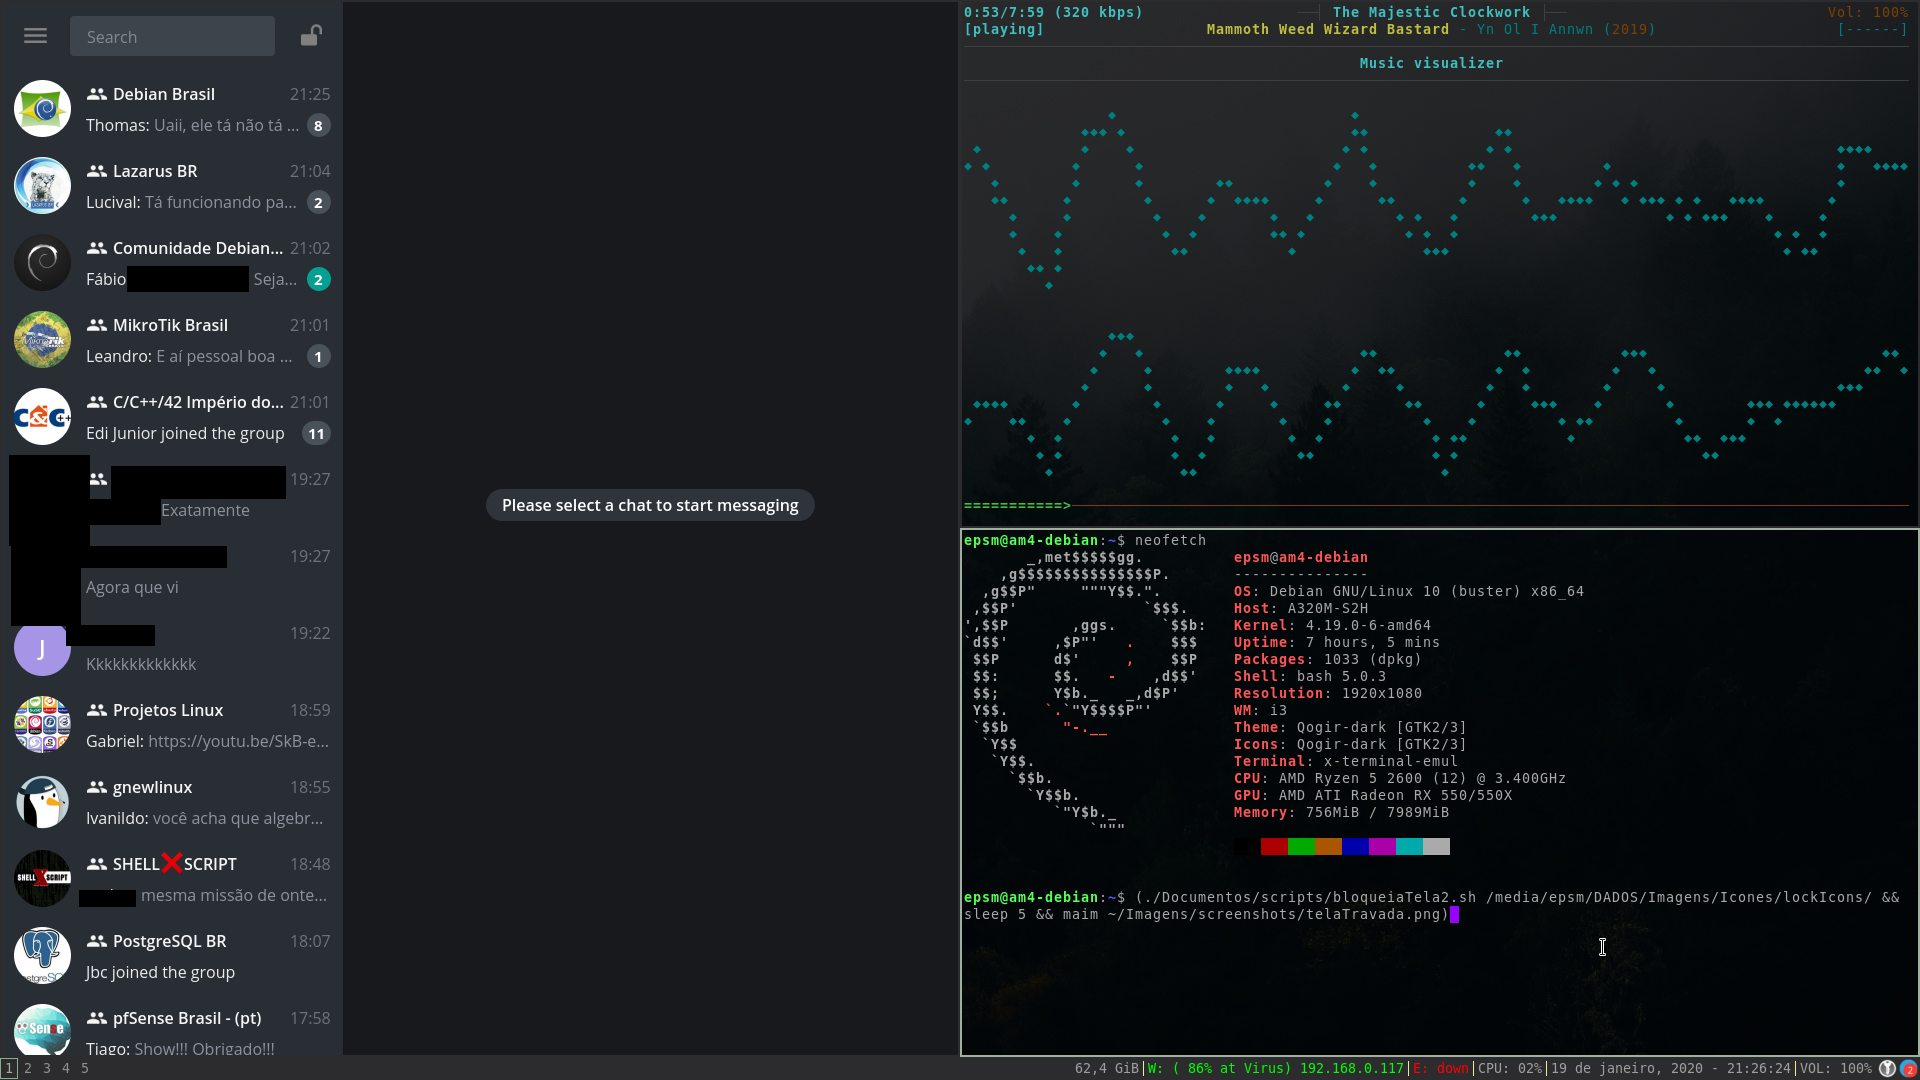 Search
Debian Brasil 21:25
Thomas: Uaii, ele tá não tá ... 8
Lazarus BR 21:04
Lucival: Tá funcionando pa... 2
Comunidade Debian... 21:02
Fábio Seja... 2
MikroTik Brasil 21:01
Leandro: E aí pessoal boa ... 1
C/C++/42 Império do... 21:01
Edi Junior joined the group 11
19:27
Exatamente
19:27
Agora que vi
J 19:22
Kkkkkkkkkkkkk
Projetos Linux 18:59
Gabriel: https://youtu.be/SkB-e...
gnewlinux 18:55
Ivanildo: você acha que algebr...
SHELL❌SCRIPT 18:48
mesma missão de onte...
PostgreSQL BR 18:07
Jbc joined the group
pfSense Brasil - (pt) 17:58
Tiago: Show!!! Obrigado!!!
Please select a chat to start messaging
0:53/7:59 (320 kbps) The Majestic Clockwork Vol: 100%
[playing] Mammoth Weed Wizard Bastard - Yn Ol I Annwn (2019) [------]
Music visualizer
===========>
epsm@am4-debian:~$ neofetch
       _,met$$$$$gg.          epsm@am4-debian
    ,g$$$$$$$$$$$$$$$P.       ---------------
  ,g$$P"     """Y$$.".        OS: Debian GNU/Linux 10 (buster) x86_64
 ,$$P'              `$$$.     Host: A320M-S2H
',$$P       ,ggs.     `$$b:   Kernel: 4.19.0-6-amd64
`d$$'     ,$P"'   .    $$$    Uptime: 7 hours, 5 mins
 $$P      d$'     ,    $$P    Packages: 1033 (dpkg)
 $$:      $$.   -    ,d$$'    Shell: bash 5.0.3
 $$;      Y$b._   _,d$P'      Resolution: 1920x1080
 Y$$.    `.`"Y$$$$P"'         WM: i3
 `$$b      "-.__              Theme: Qogir-dark [GTK2/3]
  `Y$$                        Icons: Qogir-dark [GTK2/3]
   `Y$$.                      Terminal: x-terminal-emul
     `$$b.                    CPU: AMD Ryzen 5 2600 (12) @ 3.400GHz
       `Y$$b.                 GPU: AMD ATI Radeon RX 550/550X
          `"Y$b._             Memory: 756MiB / 7989MiB
              `"""
epsm@am4-debian:~$ (./Documentos/scripts/bloqueiaTela2.sh /media/epsm/DADOS/Imagens/Icones/lockIcons/ &&
sleep 5 && maim ~/Imagens/screenshots/telaTravada.png)
1 2 3 4 5
62,4 GiB|W: ( 86% at Virus) 192.168.0.117|E: down|CPU: 02%|19 de janeiro, 2020 - 21:26:24|VOL: 100% 2